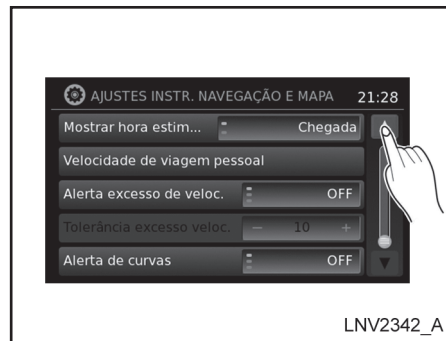 AJUSTES INSTR. NAVEGAÇÃO E MAPA 21:28
Mostrar hora estim... Chegada
Velocidade de viagem pessoal
Alerta excesso de veloc. OFF
Tolerância excesso veloc. — 10 +
Alerta de curvas OFF
LNV2342_A